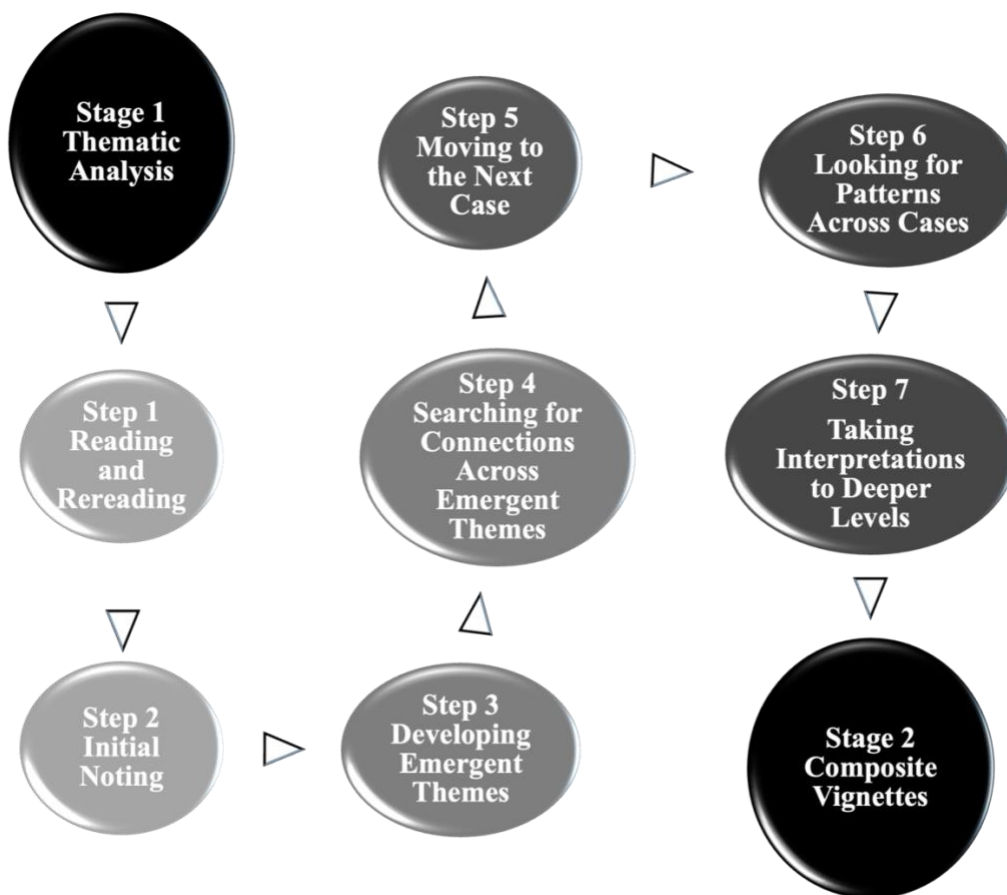 Stage 1
Thematic
Analysis
Step 1
Reading
and
Rereading
Step 2
Initial
Noting
Step 3
Developing
Emergent
Themes
Step 4
Searching for
Connections
Across
Emergent
Themes
Step 5
Moving to
the Next
Case
Step 6
Looking for
Patterns
Across Cases
Step 7
Taking
Interpretations
to Deeper
Levels
Stage 2
Composite
Vignettes